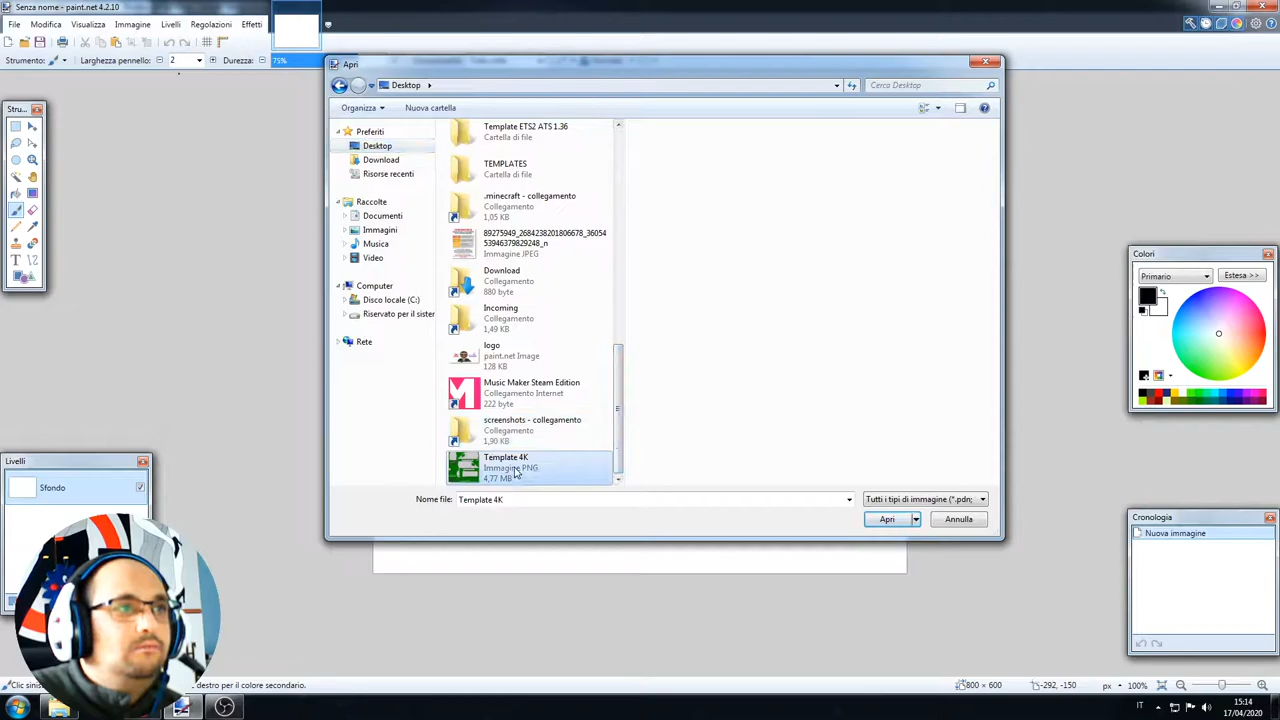 Senza nome - paint.net 4.2.10
File Modifica Visualizza Immagine Livelli Regolazioni Effetti
Strumento: Larghezza pennello: 2 Durezza: 75%
Apri
Desktop
Cerca Desktop
Organizza Nuova cartella
Stru...
Preferiti
Desktop
Download
Risorse recenti
Raccolte
Documenti
Immagini
Musica
Video
Computer
Disco locale (C:)
Riservato per il sister
Rete
Template ETS2 ATS 1.36
Cartella di file
TEMPLATES
Cartella di file
.minecraft - collegamento
Collegamento
1,05 KB
89275949_2684238201806678_36054
53946379829248_n
Immagine JPEG
Download
Collegamento
880 byte
Incoming
Collegamento
1,49 KB
logo
paint.net Image
128 KB
Music Maker Steam Edition
Collegamento Internet
222 byte
screenshots - collegamento
Collegamento
1,90 KB
Template 4K
Immagine PNG
4,77 MB
Nome file: Template 4K
Tutti i tipi di immagine (*.pdn;
Apri Annulla
Colori
Primario Estesa >>
Livelli
Sfondo
Cronologia
Nuova immagine
Clic sinis
destro per il colore secondario.
800 x 600 -292, -150 px 100%
IT 15:14
17/04/2020